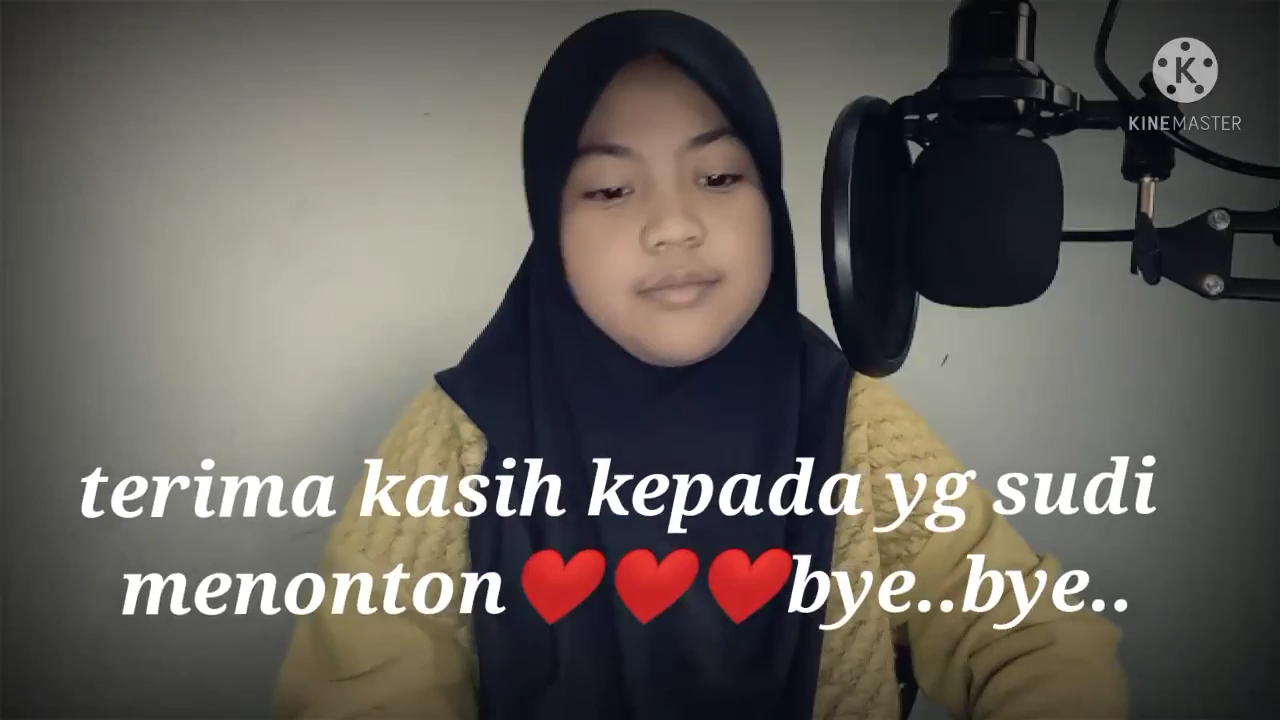 KINEMASTER
terima kasih kepada yg sudi
menonton ❤️❤️❤️bye..bye..